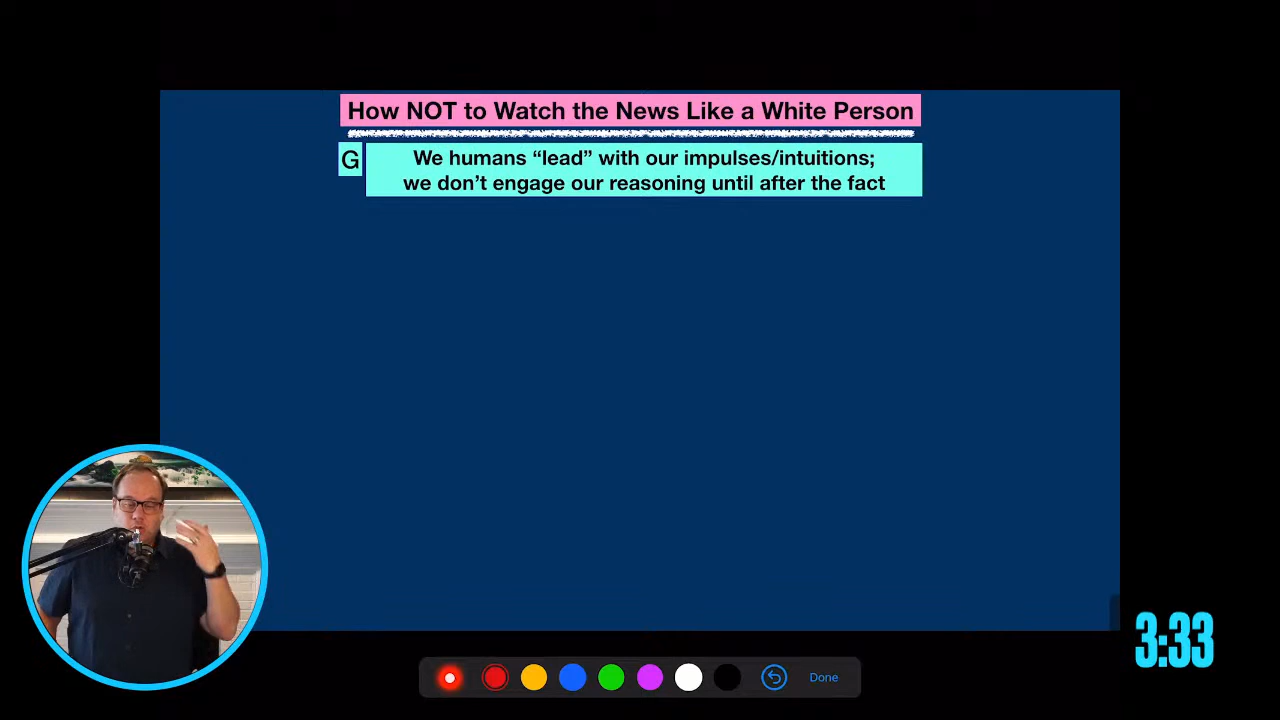 How NOT to Watch the News Like a White Person
G
We humans “lead” with our impulses/intuitions;
we don’t engage our reasoning until after the fact
3:33
Done